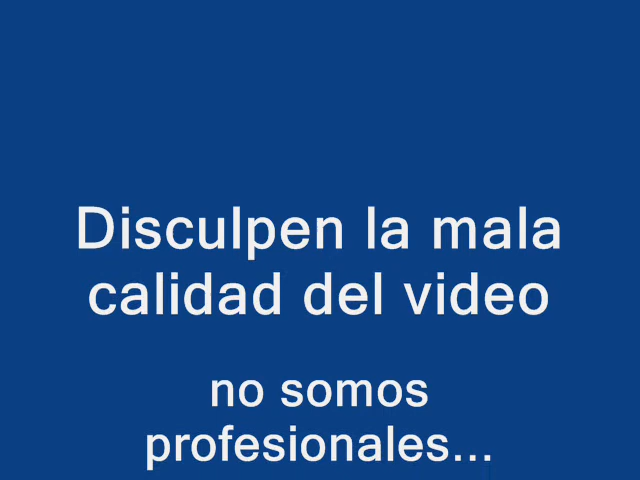 Disculpen la mala
calidad del video
no somos
profesionales...